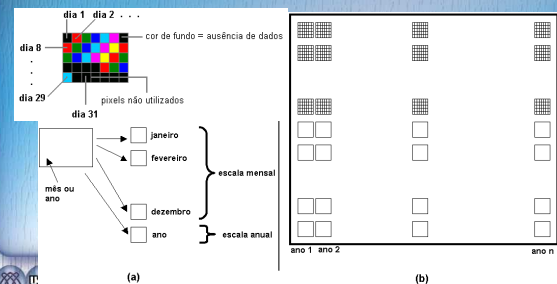 dia 1 dia 2 . . .
cor de fundo = ausência de dados
dia 8
.
.
.
dia 29
pixels não utilizados
dia 31
janeiro
fevereiro
escala mensal
mês ou
ano
dezembro
ano
escala anual
(a)
ano 1 ano 2
ano n
(b)